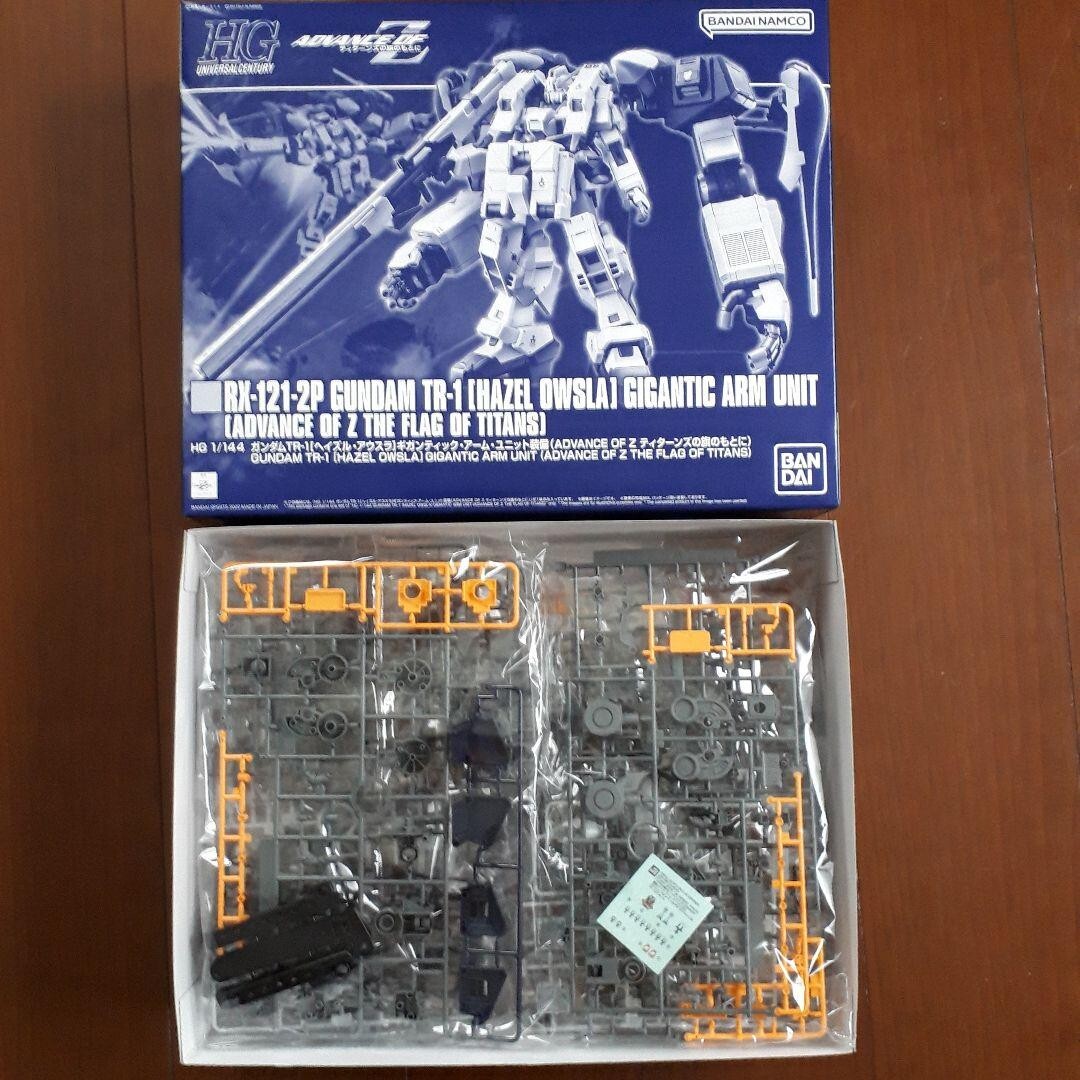 HG
UNIVERSAL CENTURY
ADVANCE OF Z
ティターンズの旗のもとに
BANDAI NAMCO
RX-121-2P GUNDAM TR-1 [HAZEL OWSLA] GIGANTIC ARM UNIT
(ADVANCE OF Z THE FLAG OF TITANS)
HG 1/144 ガンダムTR-1[ヘイズル・アウスラ]ギガンティック・アーム・ユニット装備(ADVANCE OF Z ティターンズの旗のもとに)
GUNDAM TR-1 [HAZEL OWSLA] GIGANTIC ARM UNIT (ADVANCE OF Z THE FLAG OF TITANS)
BAN
DAI